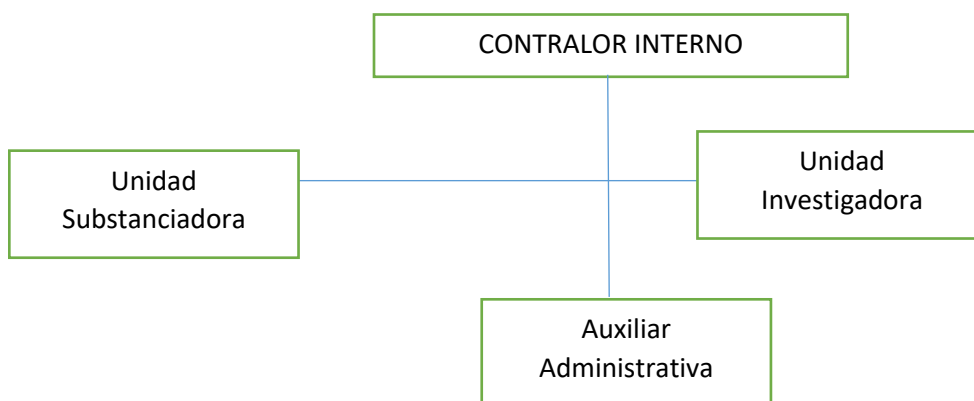 CONTRALOR INTERNO
Unidad
Substanciadora
Unidad
Investigadora
Auxiliar
Administrativa